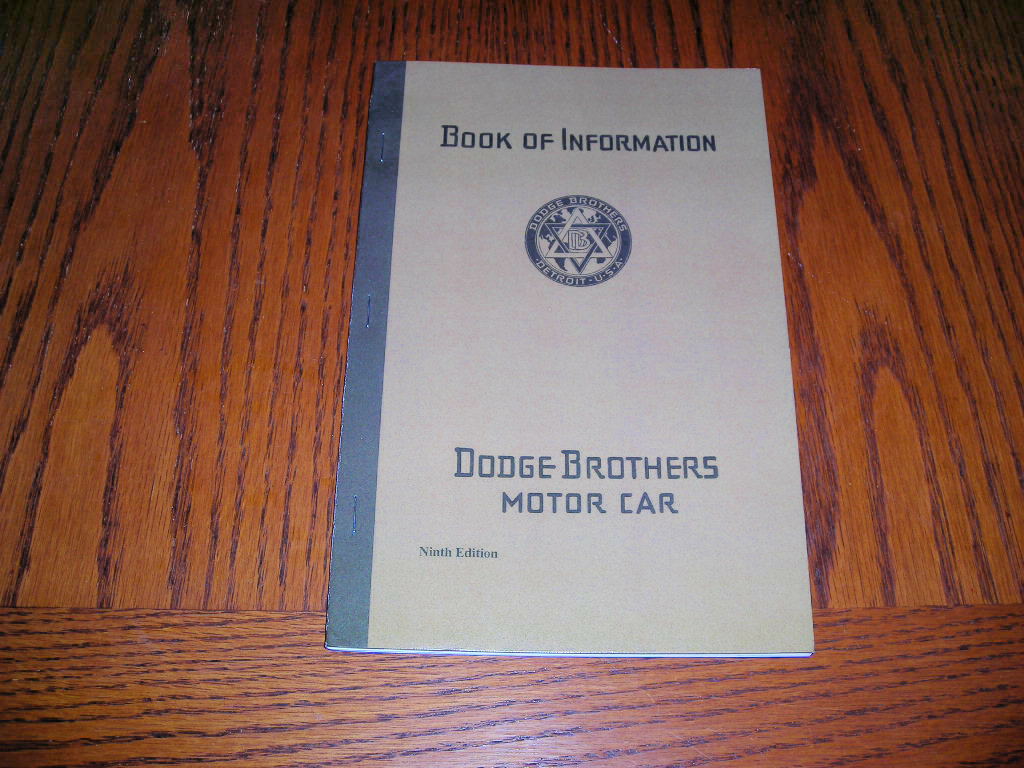 Book of Information
DODGE BROTHERS
DB
DETROIT · U·S·A·
Dodge Brothers
MOTOR CAR
Ninth Edition